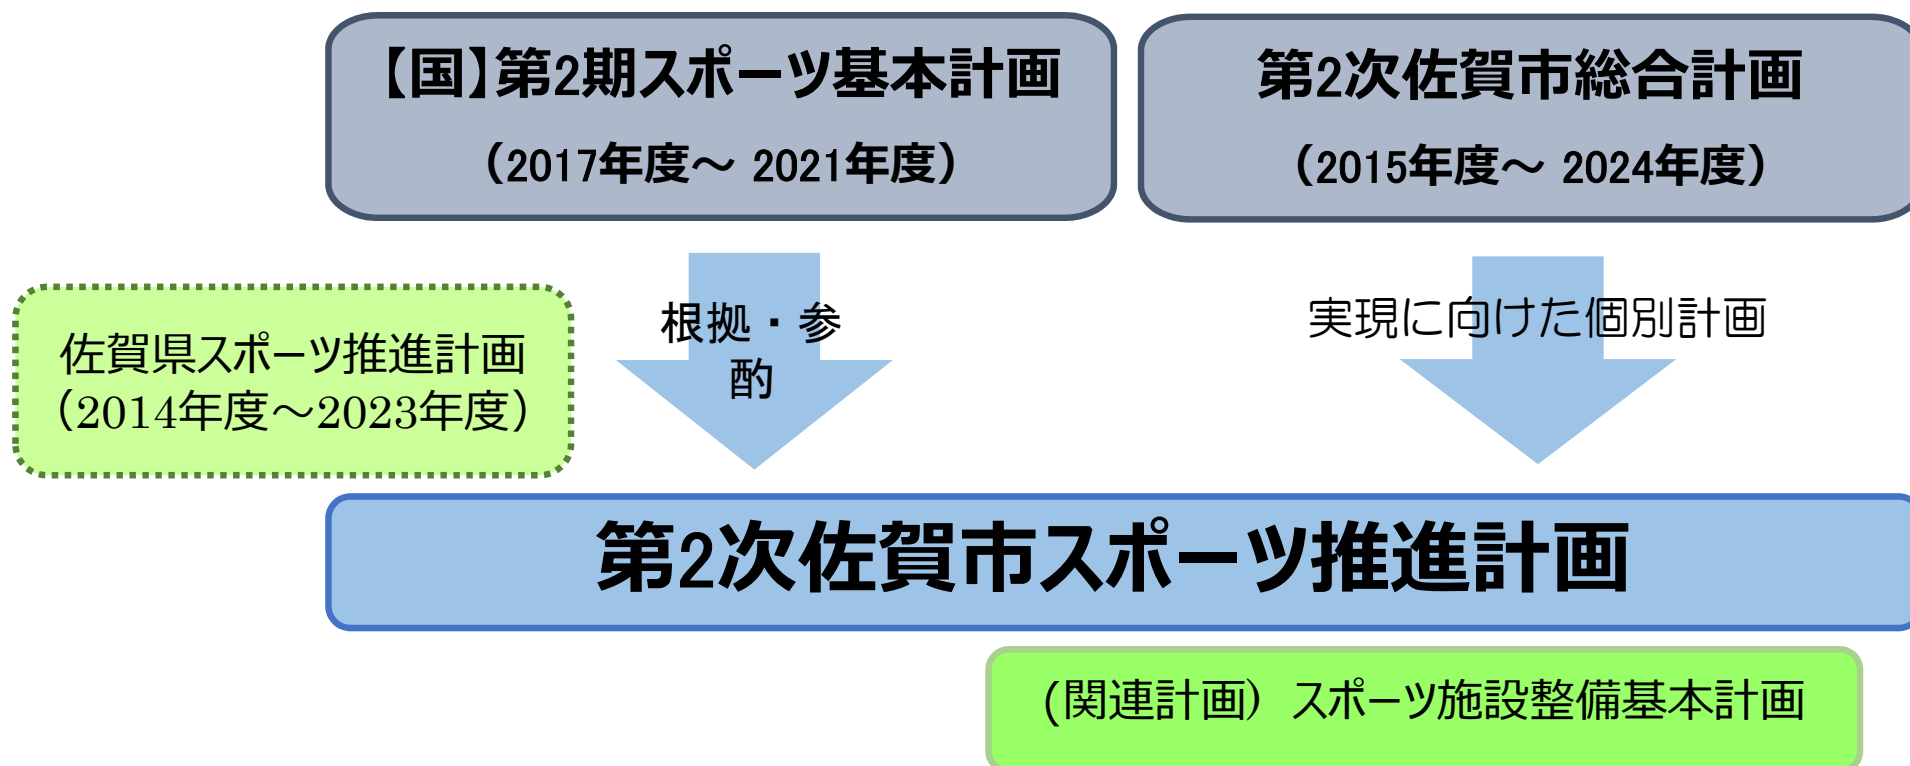 【国】第2期スポーツ基本計画
（2017年度～ 2021年度）
第2次佐賀市総合計画
（2015年度～ 2024年度）
佐賀県スポーツ推進計画
（2014年度～2023年度）
根拠・参
酌
実現に向けた個別計画
第2次佐賀市スポーツ推進計画
(関連計画） スポーツ施設整備基本計画